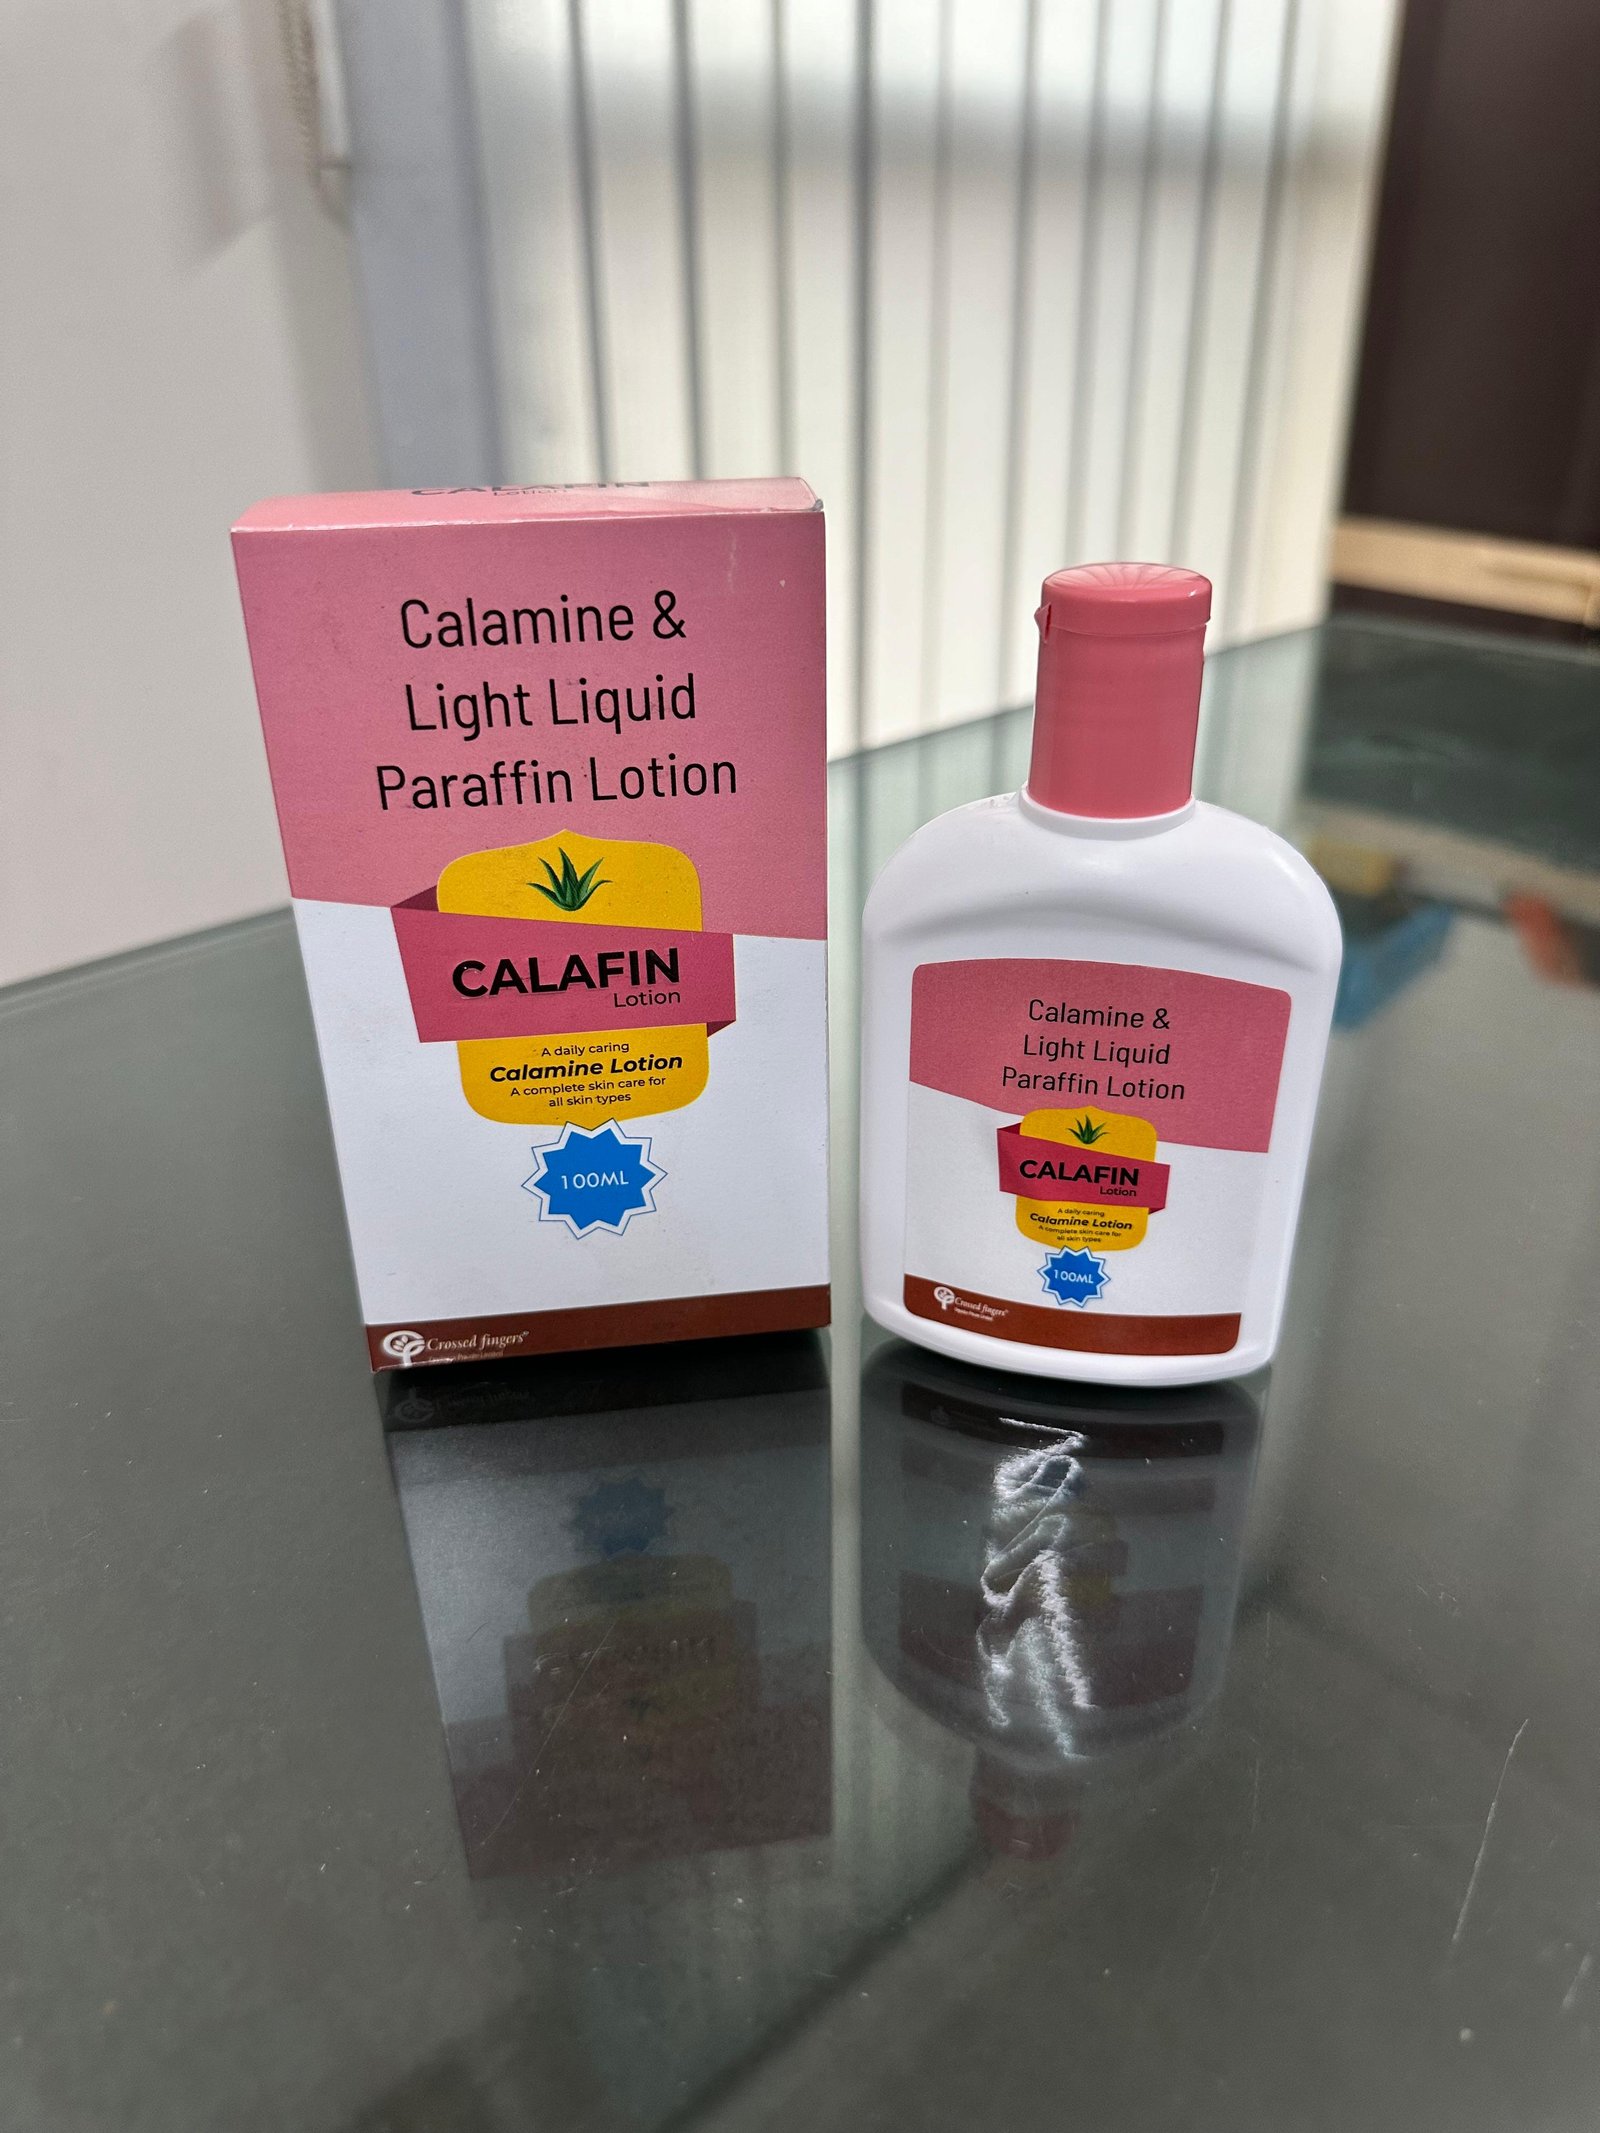 CALAFIN
Lotion
Calamine &
Light Liquid
Paraffin Lotion
CALAFIN
Lotion
A daily caring
Calamine Lotion
A complete skin care for
all skin types
100ML
Crossed fingers®
Calamine &
Light Liquid
Paraffin Lotion
CALAFIN
Lotion
A daily caring
Calamine Lotion
A complete skin care for
all skin types
100ML
Crossed fingers®